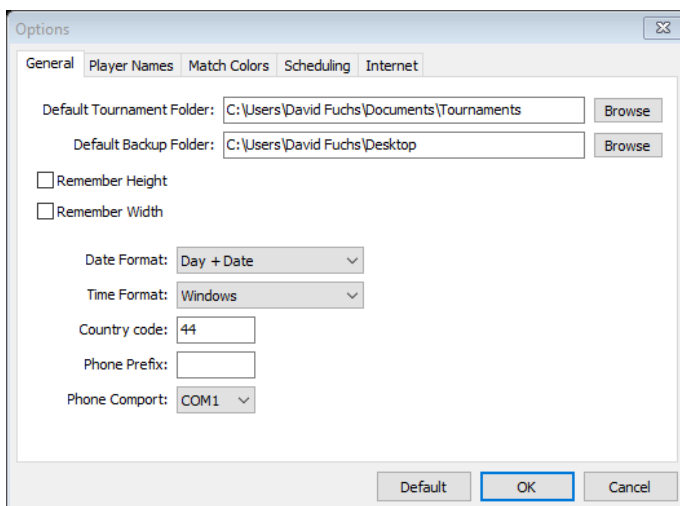 Options
General Player Names Match Colors Scheduling Internet
Default Tournament Folder: C:\Users\David Fuchs\Documents\Tournaments Browse
Default Backup Folder: C:\Users\David Fuchs\Desktop Browse
Remember Height
Remember Width
Date Format: Day + Date
Time Format: Windows
Country code: 44
Phone Prefix:
Phone Comport: COM1
Default OK Cancel